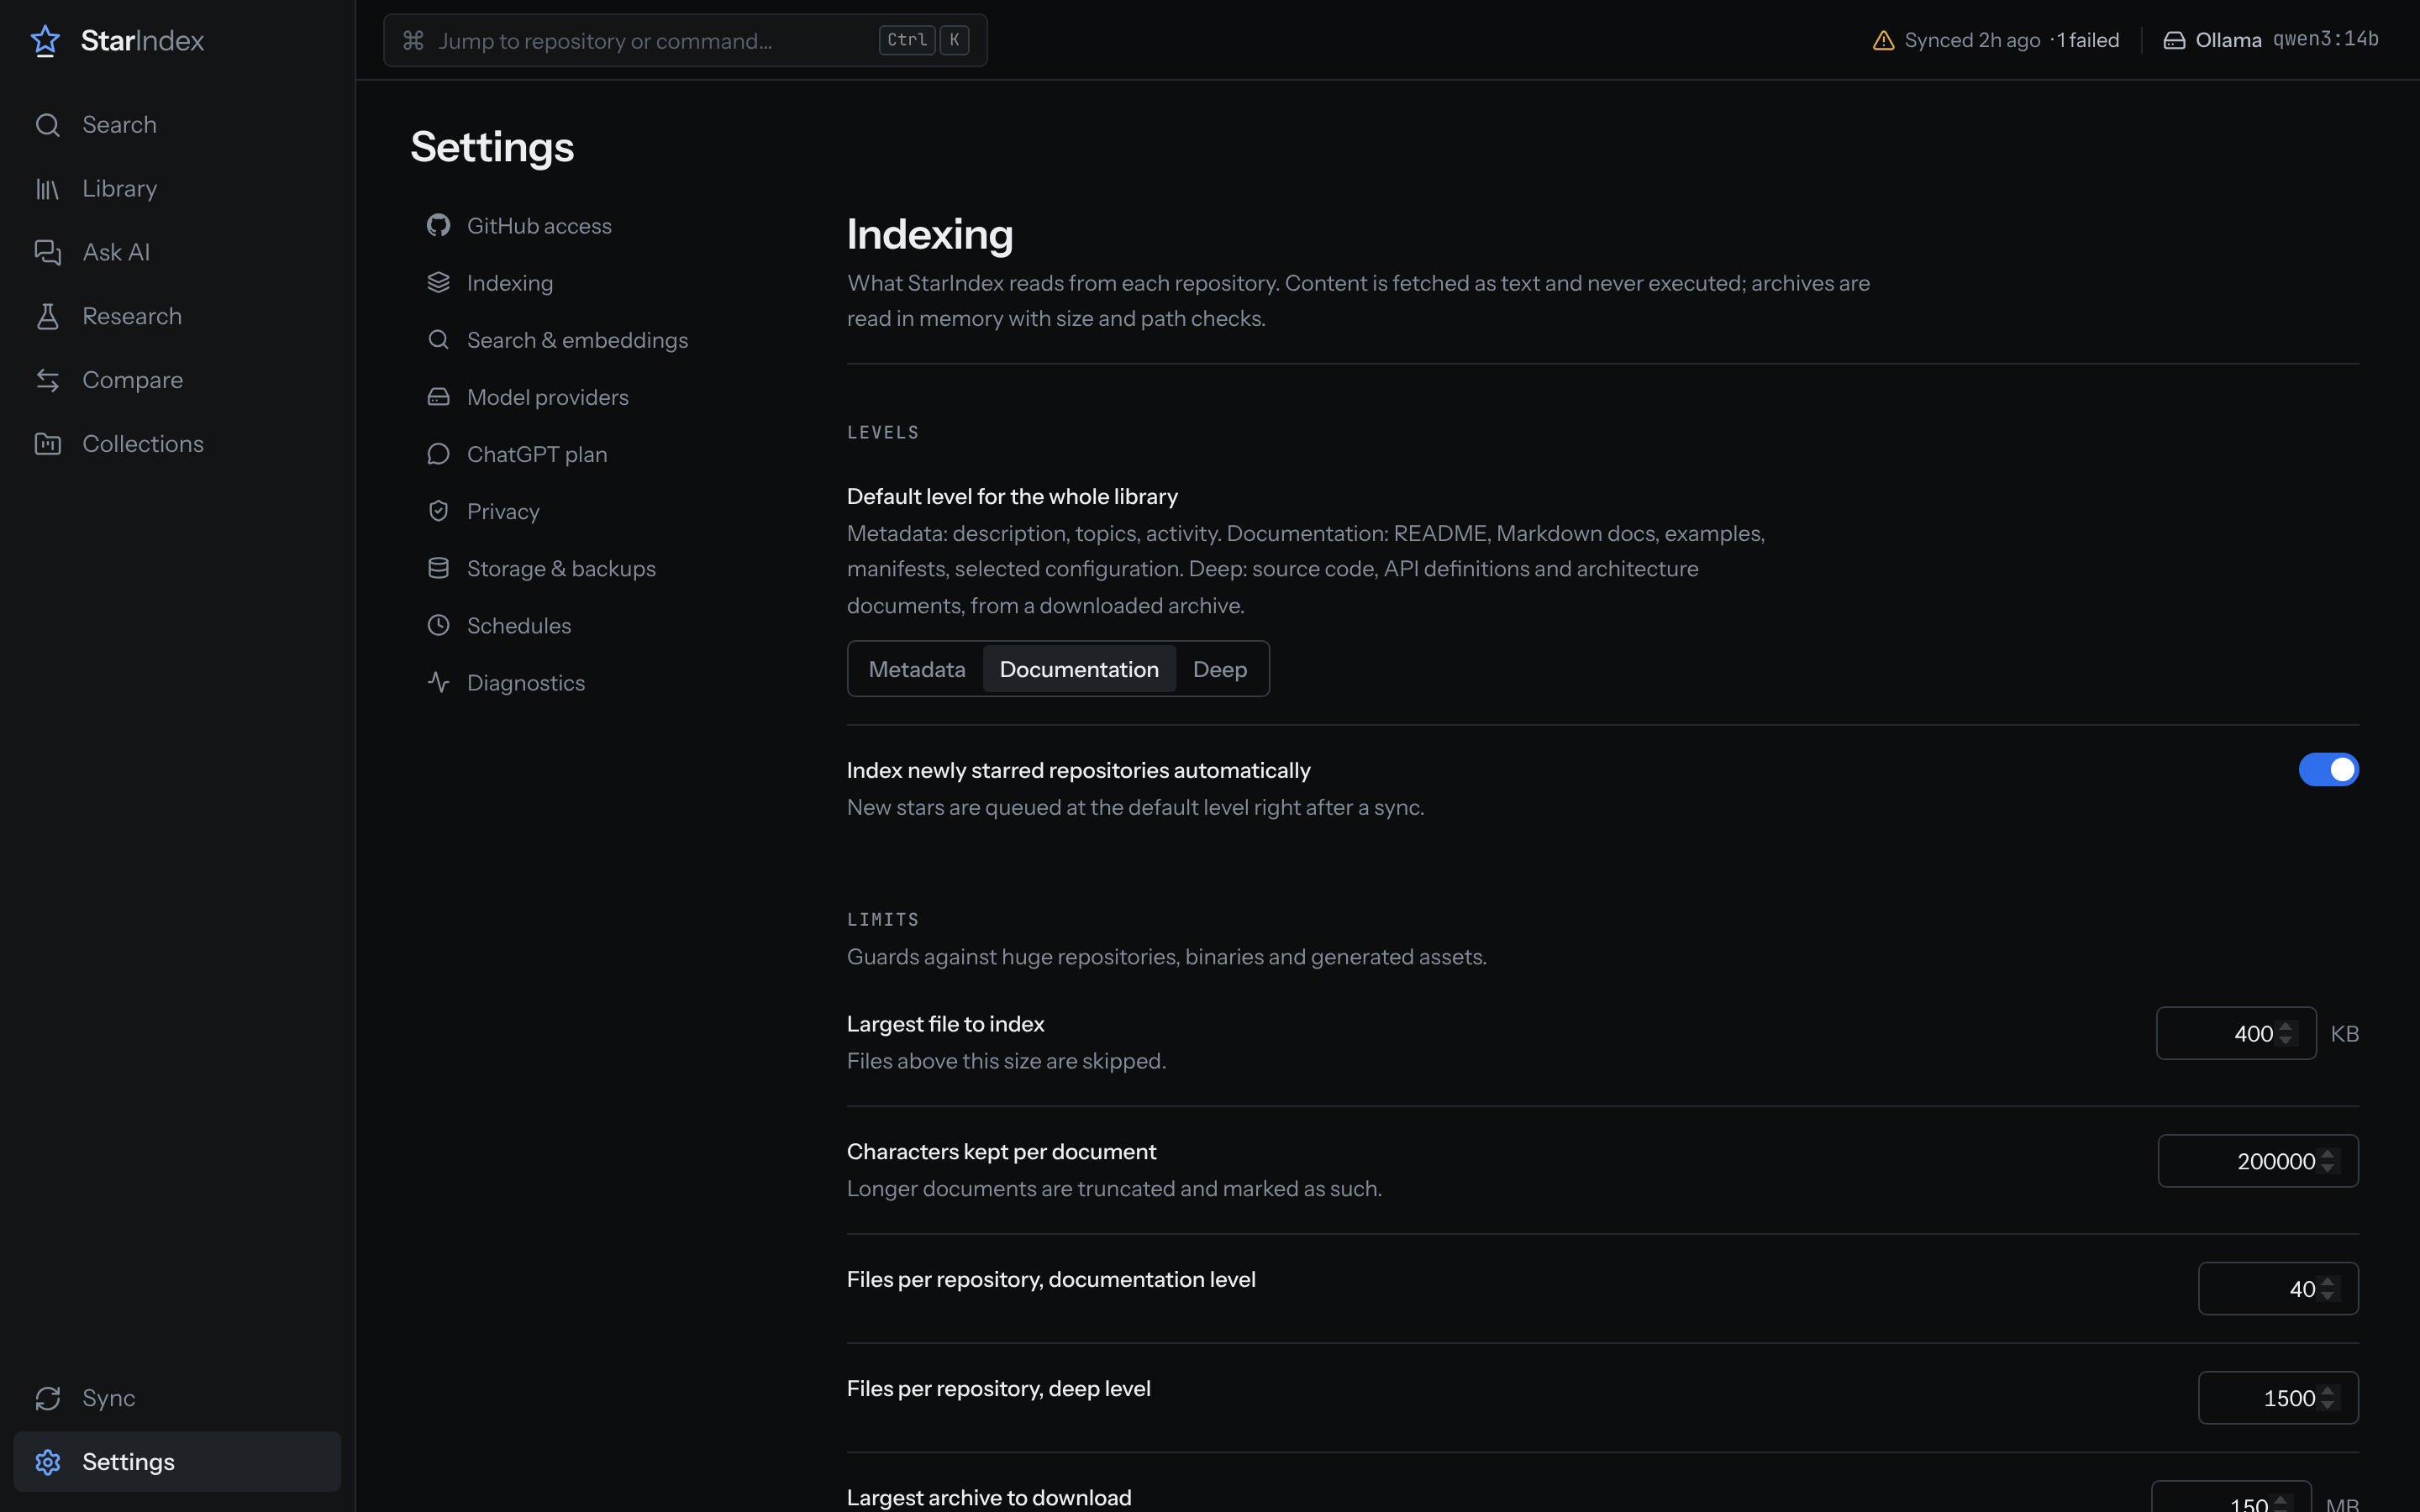 StarIndex
Search
Library
Ask AI
Research
Compare
Collections
Sync
Settings
Jump to repository or command...
Ctrl K
Synced 2h ago · 1 failed
Ollama qwen3:14b
Settings
GitHub access
Indexing
Search & embeddings
Model providers
ChatGPT plan
Privacy
Storage & backups
Schedules
Diagnostics
Indexing
What StarIndex reads from each repository. Content is fetched as text and never executed; archives are
read in memory with size and path checks.
LEVELS
Default level for the whole library
Metadata: description, topics, activity. Documentation: README, Markdown docs, examples,
manifests, selected configuration. Deep: source code, API definitions and architecture
documents, from a downloaded archive.
Metadata Documentation Deep
Index newly starred repositories automatically
New stars are queued at the default level right after a sync.
LIMITS
Guards against huge repositories, binaries and generated assets.
Largest file to index
400 KB
Files above this size are skipped.
Characters kept per document
200000
Longer documents are truncated and marked as such.
Files per repository, documentation level
40
Files per repository, deep level
1500
Largest archive to download
150 MB